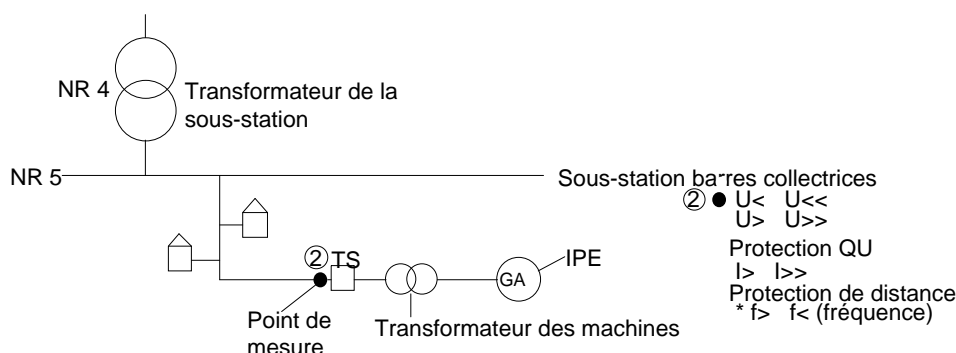 NR 4
Transformateur de la
sous-station
NR 5
Sous-station barres collectrices
② U< U<<
U> U>>
Protection QU
I> I>>
Protection de distance
* f> f< (fréquence)
② TS
GA
IPE
Point de
mesure
Transformateur des machines